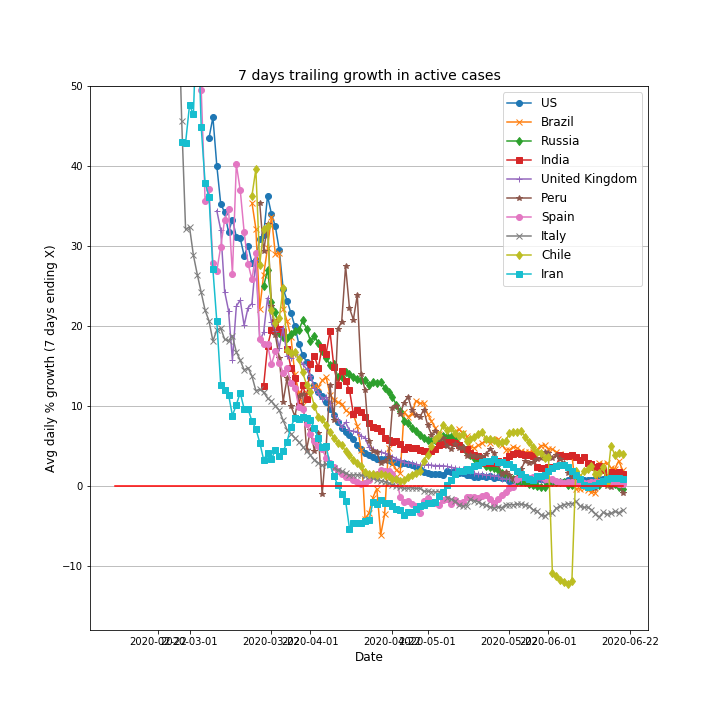 7 days trailing growth in active cases
Avg daily % growth (7 days ending X)
50
40
30
20
10
0
−10
US
Brazil
Russia
India
United Kingdom
Peru
Spain
Italy
Chile
Iran
2020-03-01
2020-04-01
2020-05-01
2020-06-01
2020-06-22
Date